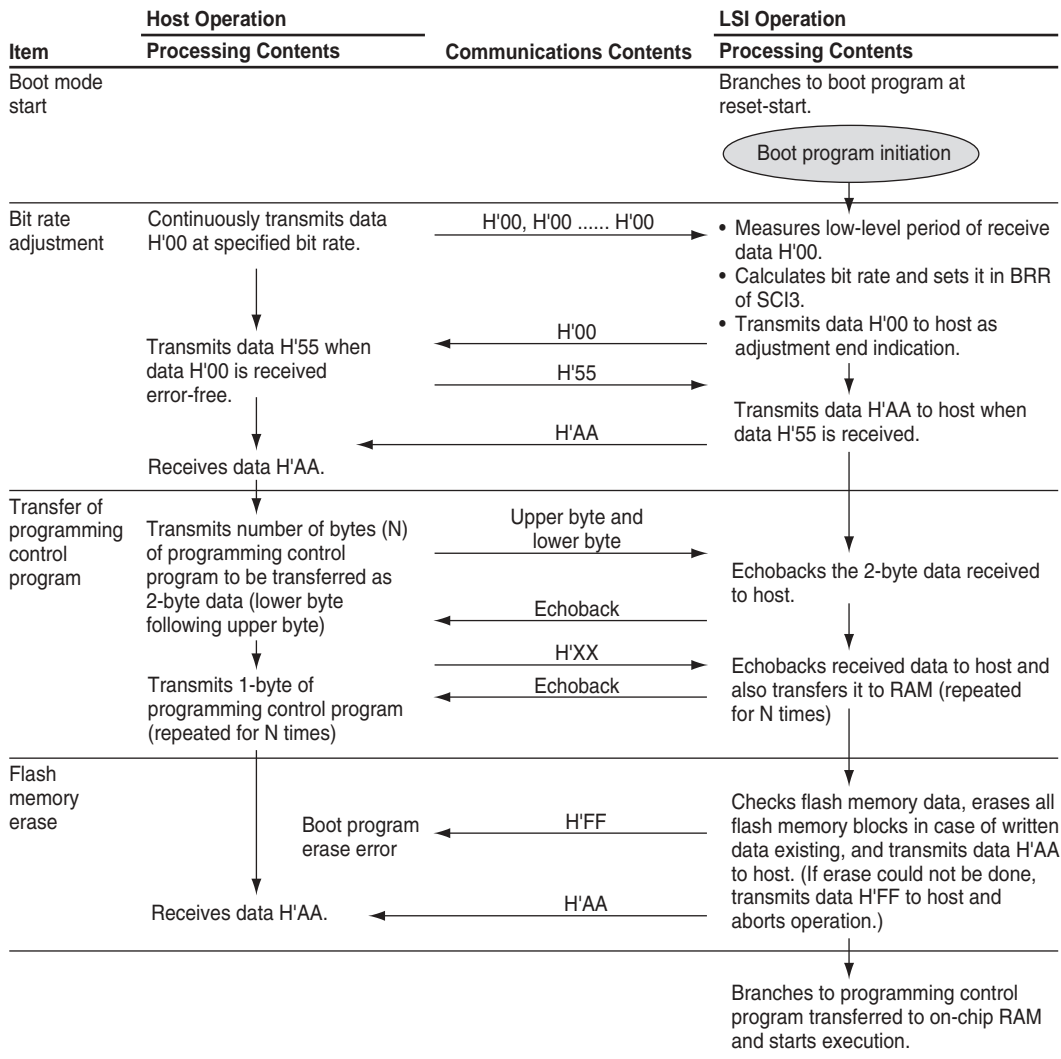 Host Operation
LSI Operation
Item
Processing Contents
Communications Contents
Processing Contents
Boot mode
start
Branches to boot program at
reset-start.
Boot program initiation
Bit rate
adjustment
Continuously transmits data
H'00 at specified bit rate.
H'00, H'00 ...... H'00
• Measures low-level period of receive
data H'00.
• Calculates bit rate and sets it in BRR
of SCI3.
• Transmits data H'00 to host as
adjustment end indication.
H'00
Transmits data H'55 when
data H'00 is received
error-free.
H'55
Transmits data H'AA to host when
data H'55 is received.
H'AA
Receives data H'AA.
Transfer of
programming
control
program
Transmits number of bytes (N)
of programming control
program to be transferred as
2-byte data (lower byte
following upper byte)
Upper byte and
lower byte
Echobacks the 2-byte data received
to host.
Echoback
H'XX
Echobacks received data to host and
also transfers it to RAM (repeated
for N times)
Echoback
Transmits 1-byte of
programming control program
(repeated for N times)
Flash
memory
erase
Checks flash memory data, erases all
flash memory blocks in case of written
data existing, and transmits data H'AA
to host. (If erase could not be done,
transmits data H'FF to host and
aborts operation.)
Boot program
erase error
H'FF
Receives data H'AA.
H'AA
Branches to programming control
program transferred to on-chip RAM
and starts execution.